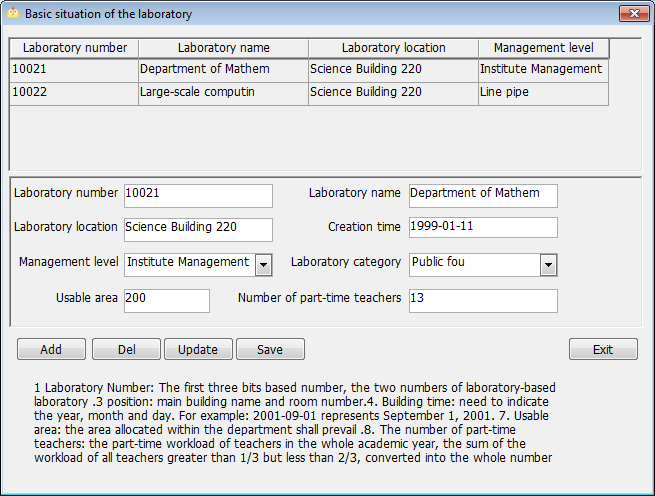 Basic situation of the laboratory
Laboratory number Laboratory name Laboratory location Management level
10021 Department of Mathem Science Building 220 Institute Management
10022 Large-scale computin Science Building 220 Line pipe
Laboratory number 10021 Laboratory name Department of Mathem
Laboratory location Science Building 220 Creation time 1999-01-11
Management level Institute Management Laboratory category Public fou
Usable area 200 Number of part-time teachers 13
Add Del Update Save Exit
1 Laboratory Number: The first three bits based number, the two numbers of laboratory-based
laboratory .3 position: main building name and room number.4. Building time: need to indicate
the year, month and day. For example: 2001-09-01 represents September 1, 2001. 7. Usable
area: the area allocated within the department shall prevail .8. The number of part-time
teachers: the part-time workload of teachers in the whole academic year, the sum of the
workload of all teachers greater than 1/3 but less than 2/3, converted into the whole number